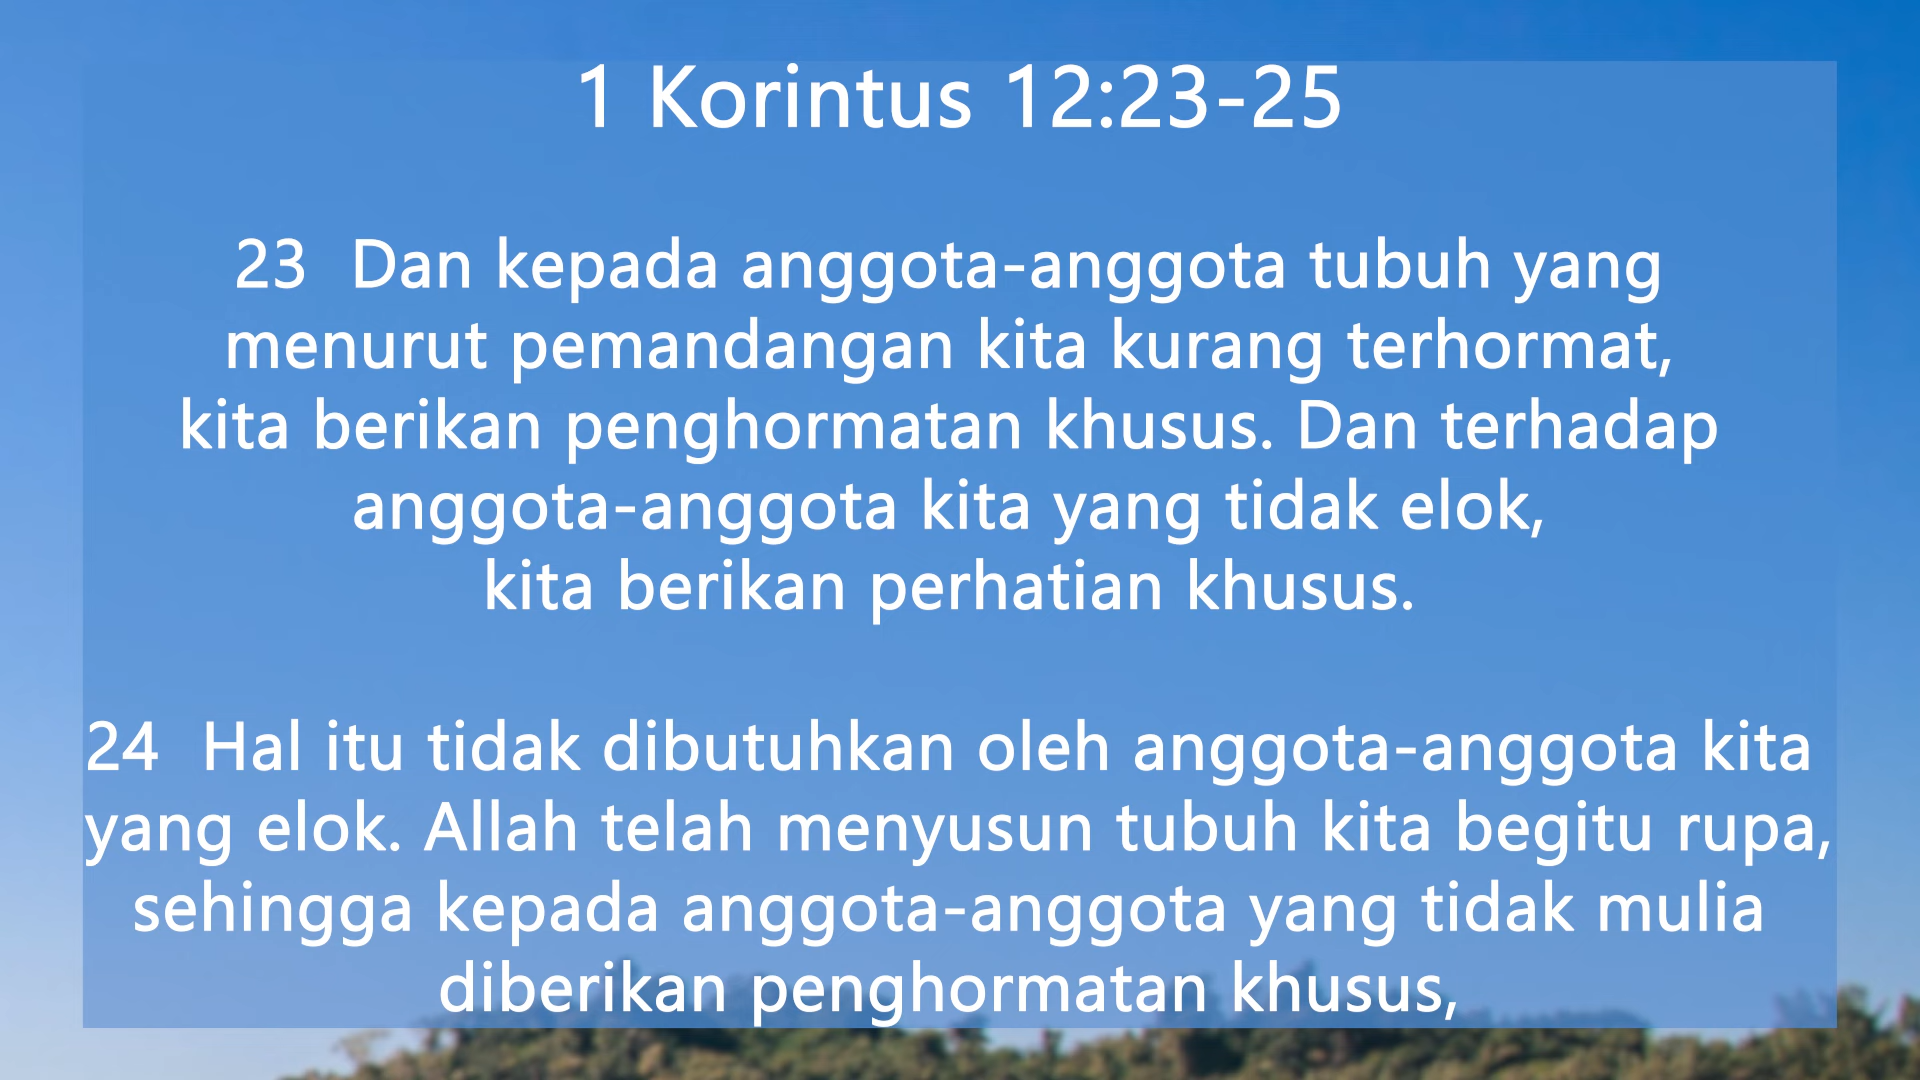 1 Korintus 12:23-25
23 Dan kepada anggota-anggota tubuh yang
menurut pemandangan kita kurang terhormat,
kita berikan penghormatan khusus. Dan terhadap
anggota-anggota kita yang tidak elok,
kita berikan perhatian khusus.
24 Hal itu tidak dibutuhkan oleh anggota-anggota kita
yang elok. Allah telah menyusun tubuh kita begitu rupa,
sehingga kepada anggota-anggota yang tidak mulia
diberikan penghormatan khusus,